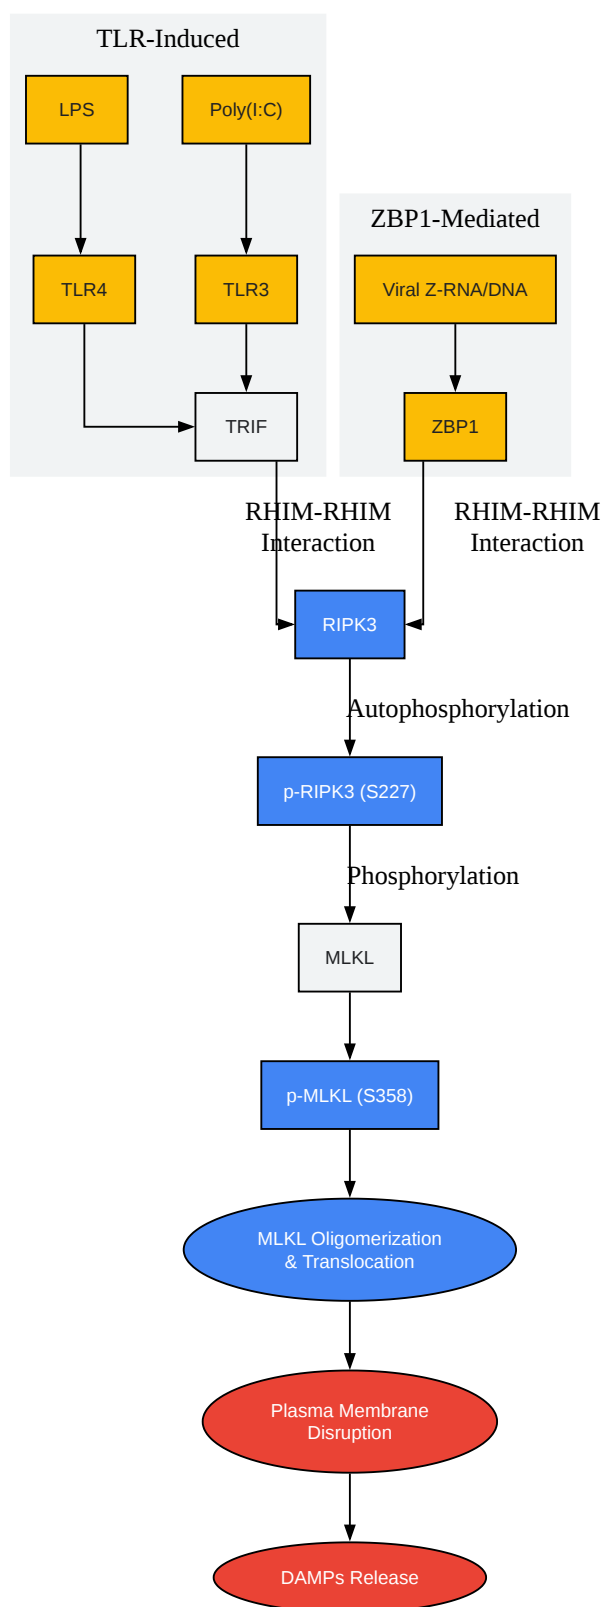 TLR-Induced
LPS
Poly(I:C)
ZBP1-Mediated
TLR4
TLR3
Viral Z-RNA/DNA
TRIF
ZBP1
RHIM-RHIM
Interaction
RHIM-RHIM
Interaction
RIPK3
Autophosphorylation
p-RIPK3 (S227)
Phosphorylation
MLKL
p-MLKL (S358)
MLKL Oligomerization
& Translocation
Plasma Membrane
Disruption
DAMPs Release